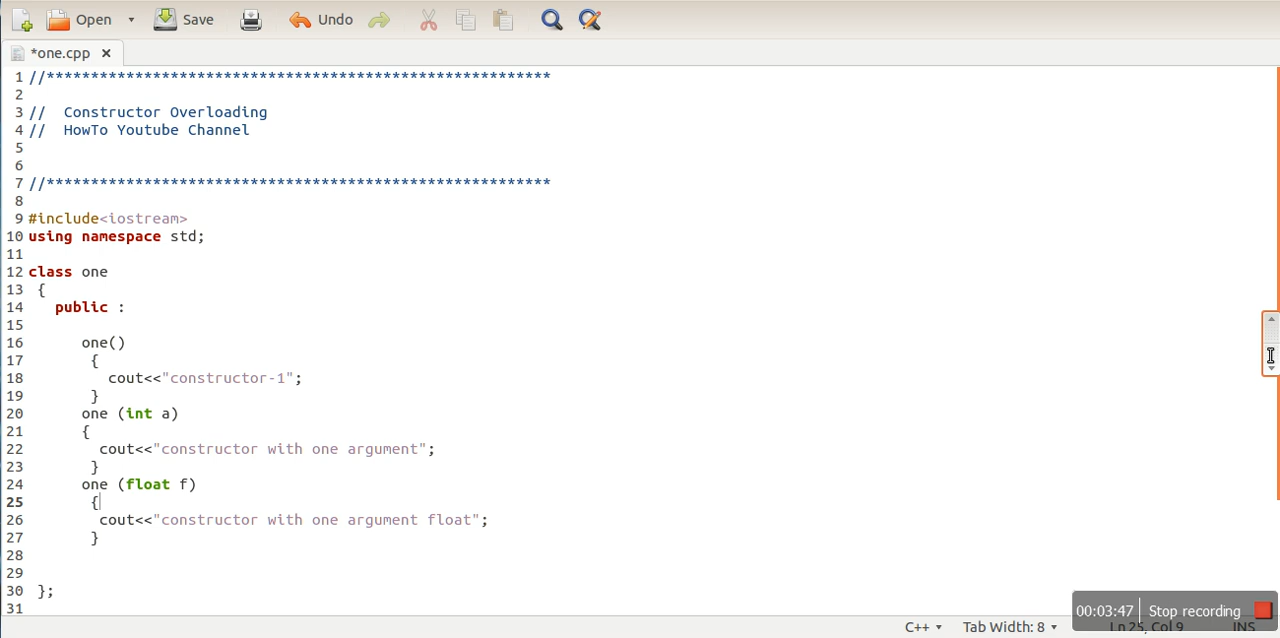 Open Save Undo
*one.cpp ×
1 //*********************************************************
2
3 //  Constructor Overloading
4 //  HowTo Youtube Channel
5
6
7 //*********************************************************
8
9 #include<iostream>
10 using namespace std;
11
12 class one
13  {
14    public :
15
16       one()
17        {
18          cout<<"constructor-1";
19        }
20       one (int a)
21       {
22         cout<<"constructor with one argument";
23        }
24       one (float f)
25        {
26         cout<<"constructor with one argument float";
27        }
28
29
30  };
31
00:03:47 Stop recording
C++ Tab Width: 8 Ln 25, Col 9 INS